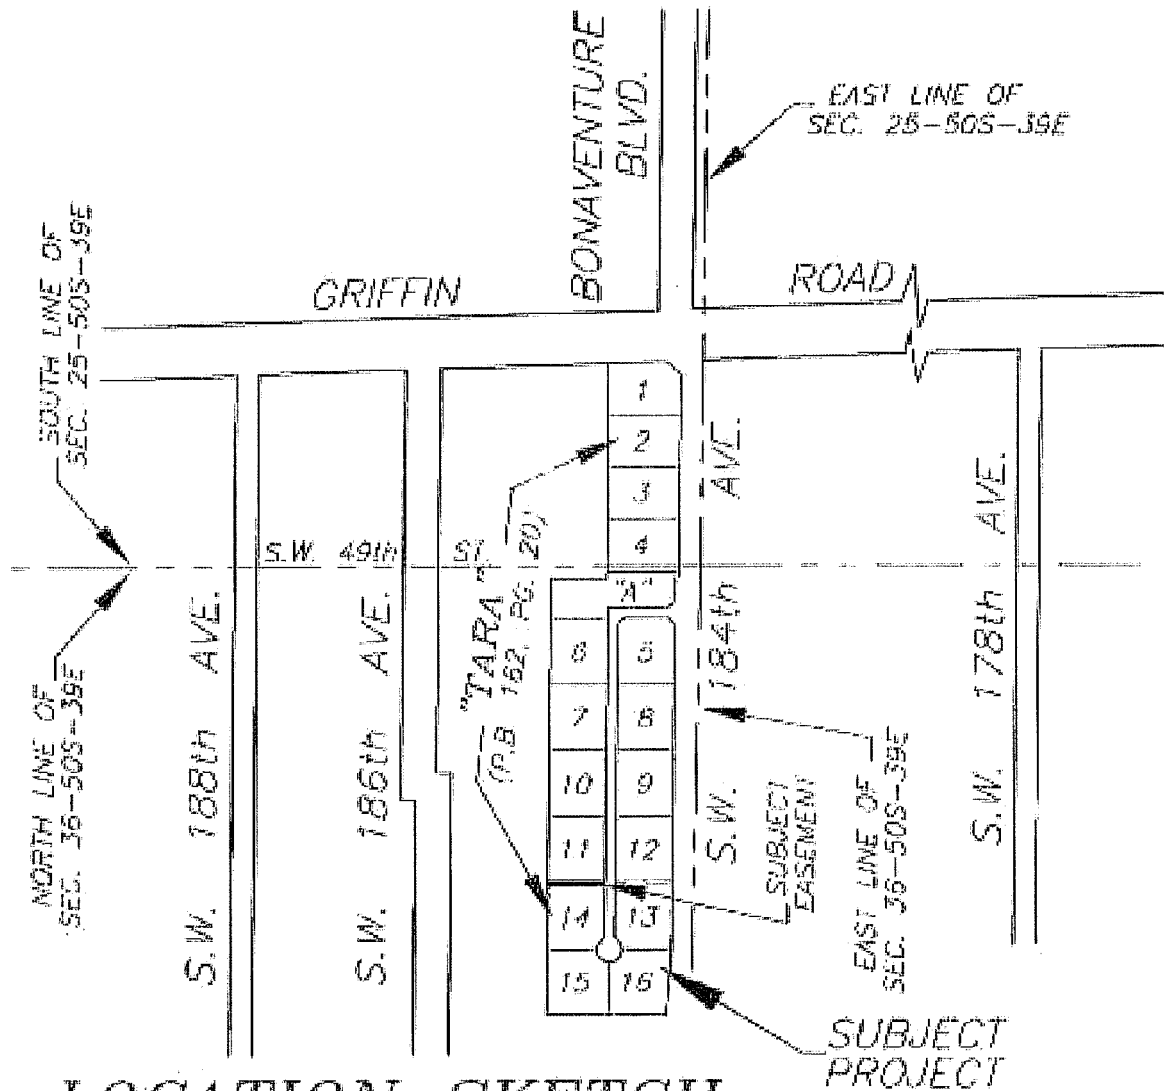 BONAVENTURE
BLVD.
EAST LINE OF
SEC. 25-50S-39E
SOUTH LINE OF
SEC. 25-50S-39E
GRIFFIN
ROAD
1
2
3
4
"A"
S.W. 49th ST.
NORTH LINE OF
SEC. 36-50S-39E
S.W. 188th AVE.
S.W. 186th AVE.
"TARA"
(P.B. 162, PG. 20)
S.W. 184th AVE.
S.W. 178th AVE.
6
5
7
8
10
9
11
12
14
13
15
16
SUBJECT
EASEMENT
EAST LINE OF
SEC. 36-50S-39E
SUBJECT
PROJECT
LOCATION SKETCH